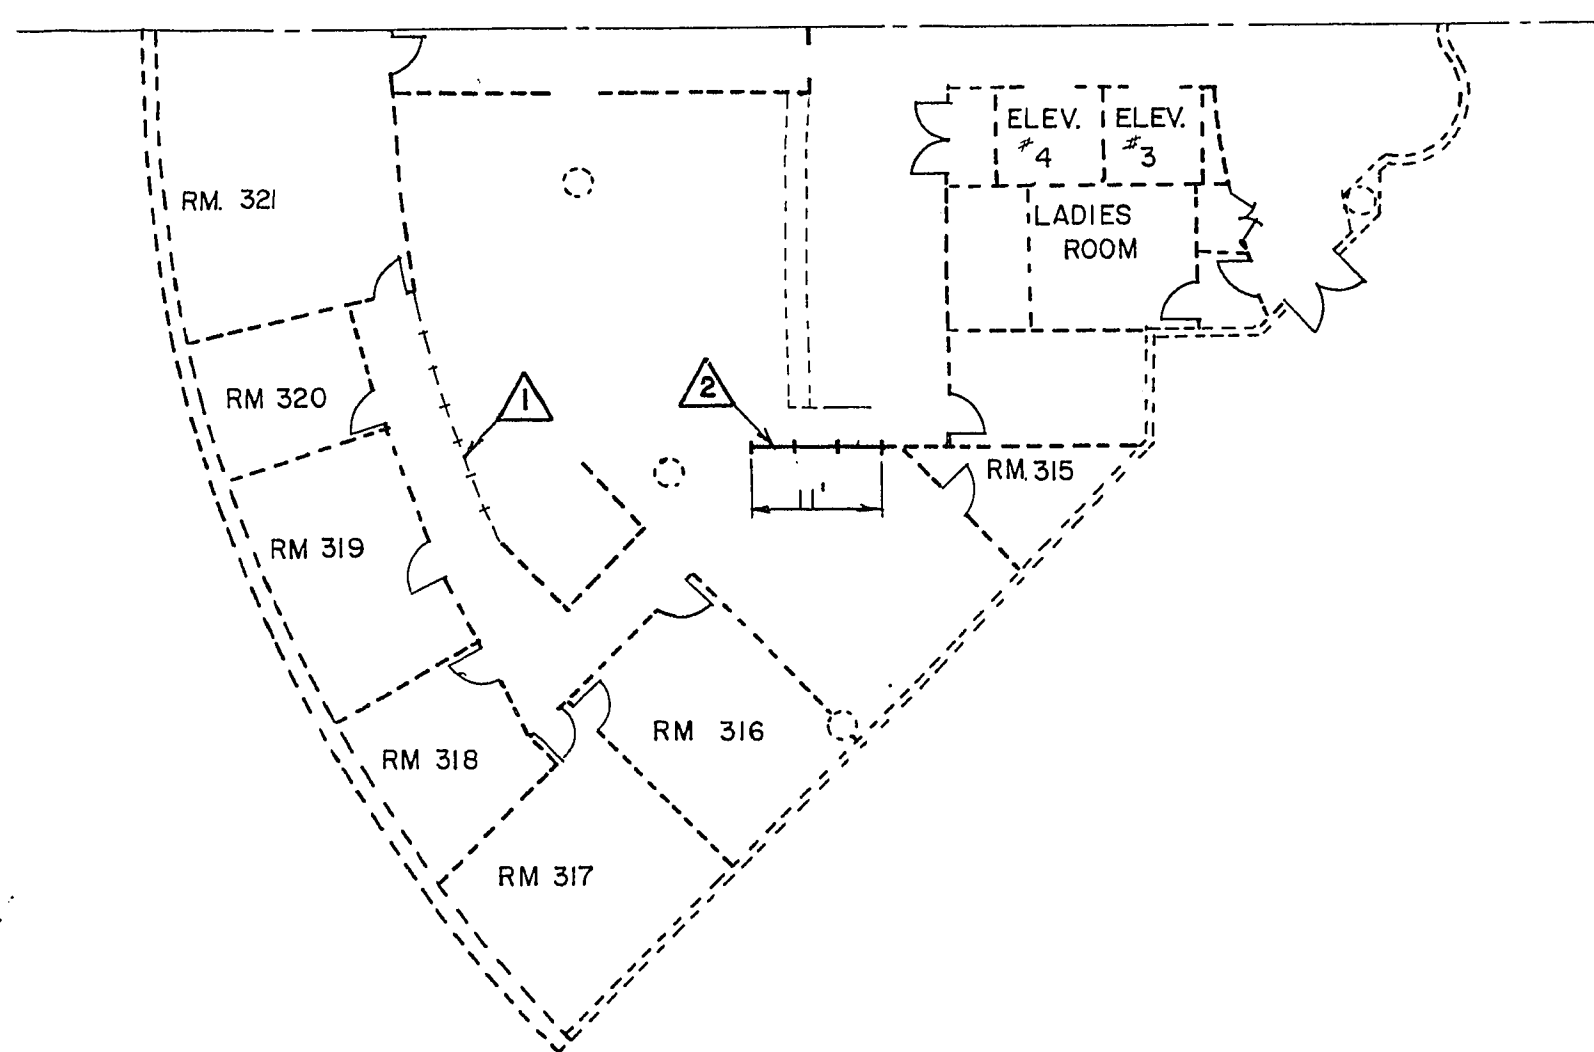 ELEV. ELEV.
#4 #3
RM. 321
LADIES
ROOM
RM 320
1
2
RM. 315
11'
RM 319
RM 316
RM 318
RM 317